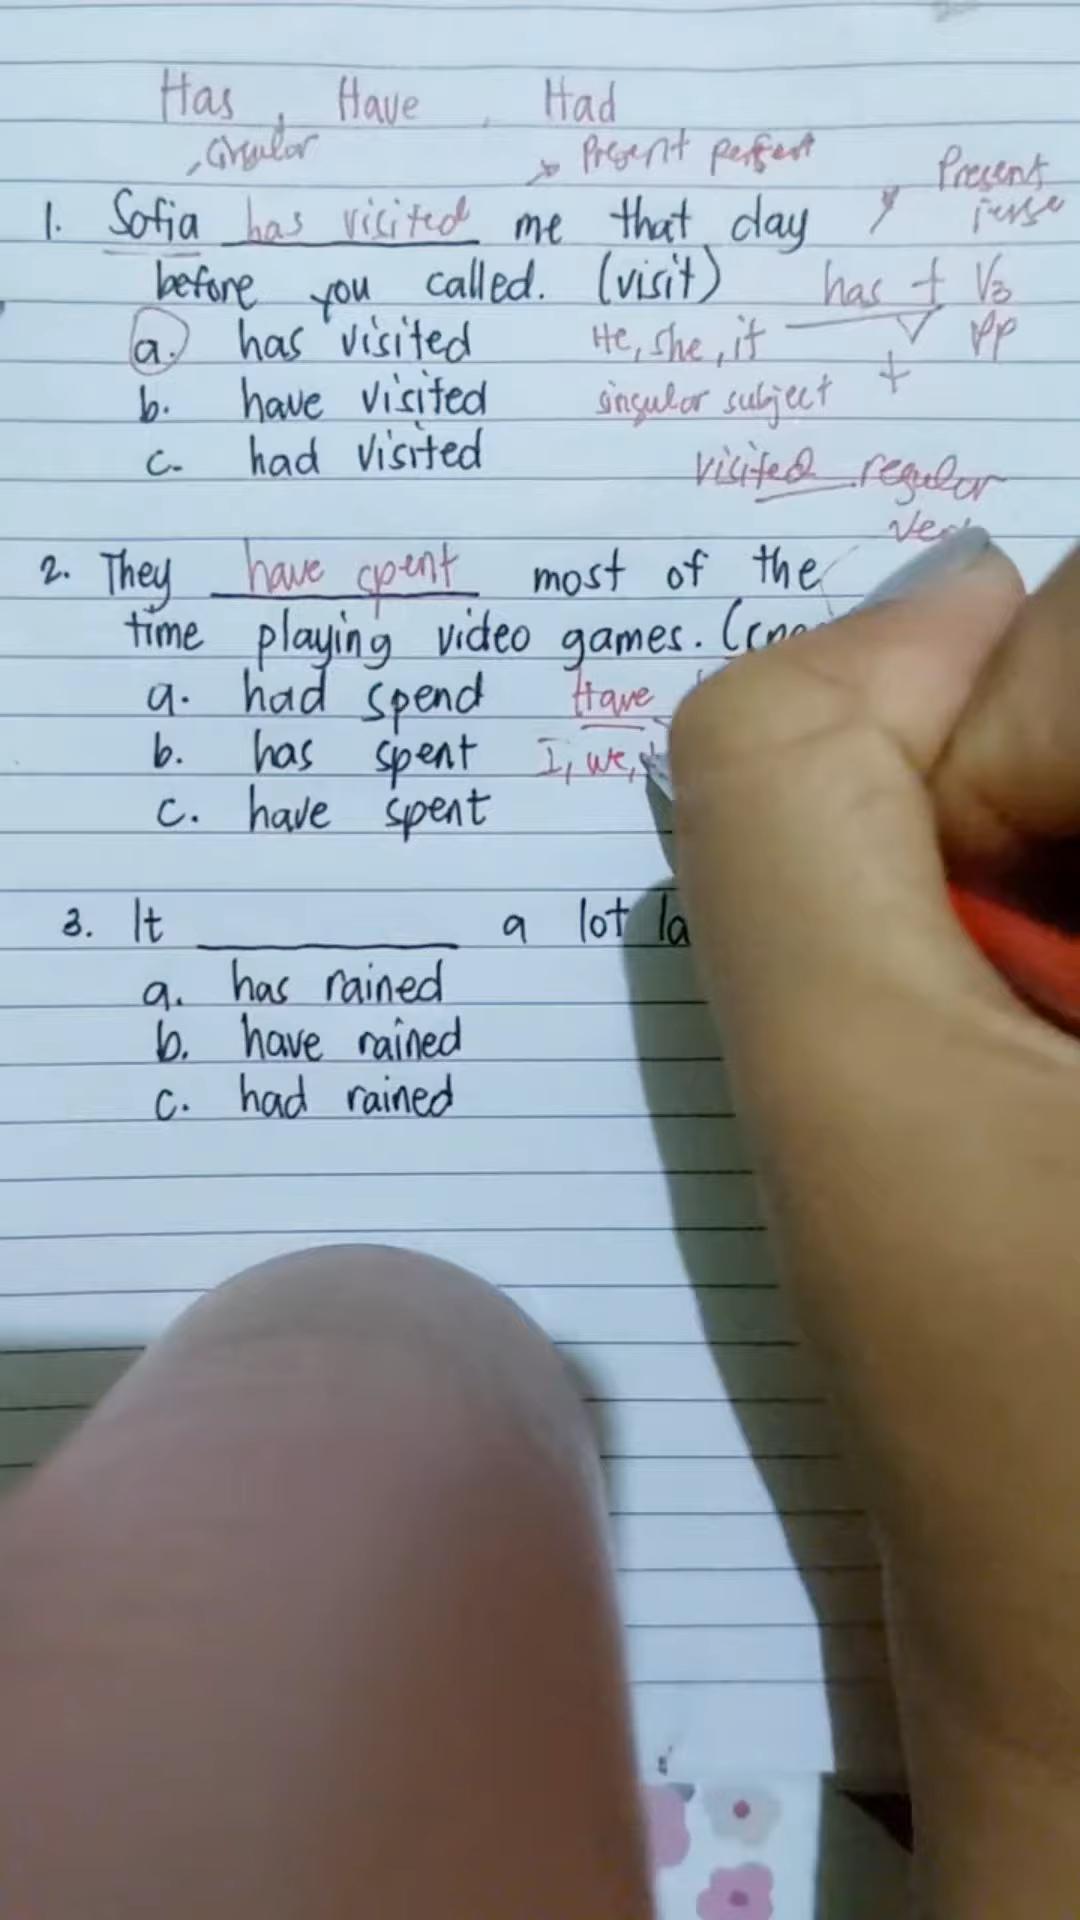 Has , Have , Had
singular Present perfect Present
1. Sofia has visited me that day tense
before you called. (visit) has + V3
a. has visited He, she, it PP
b. have visited singular subject +
c. had visited visited regular
2. They have spent most of the
time playing video games.
a. had spend Have
b. has spent I, we,
c. have spent
3. It ________ a lot
a. has rained
b. have rained
c. had rained